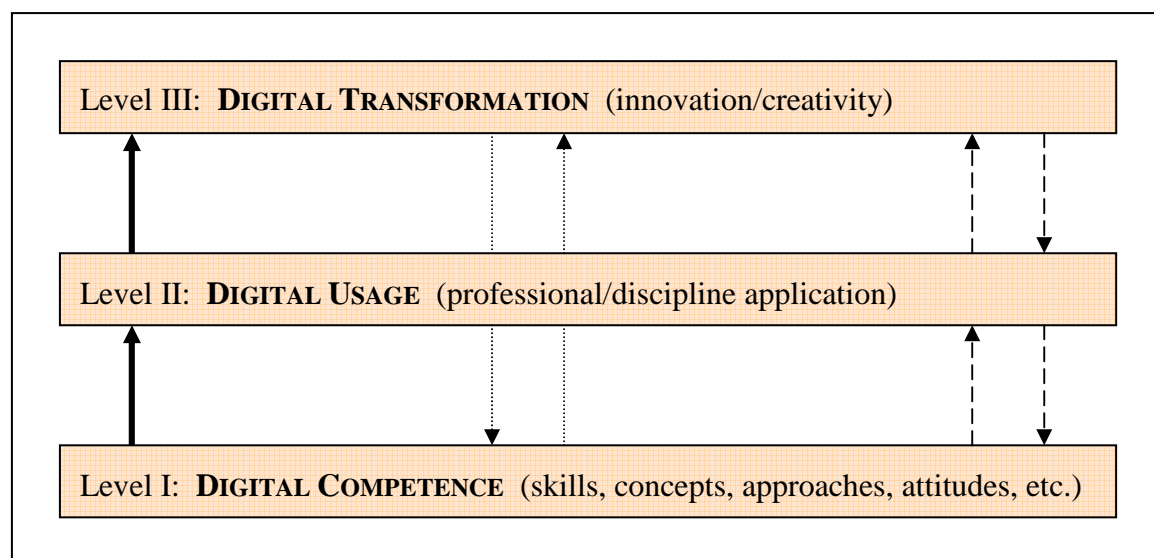 Level III: DIGITAL TRANSFORMATION (innovation/creativity)
Level II: DIGITAL USAGE (professional/discipline application)
Level I: DIGITAL COMPETENCE (skills, concepts, approaches, attitudes, etc.)